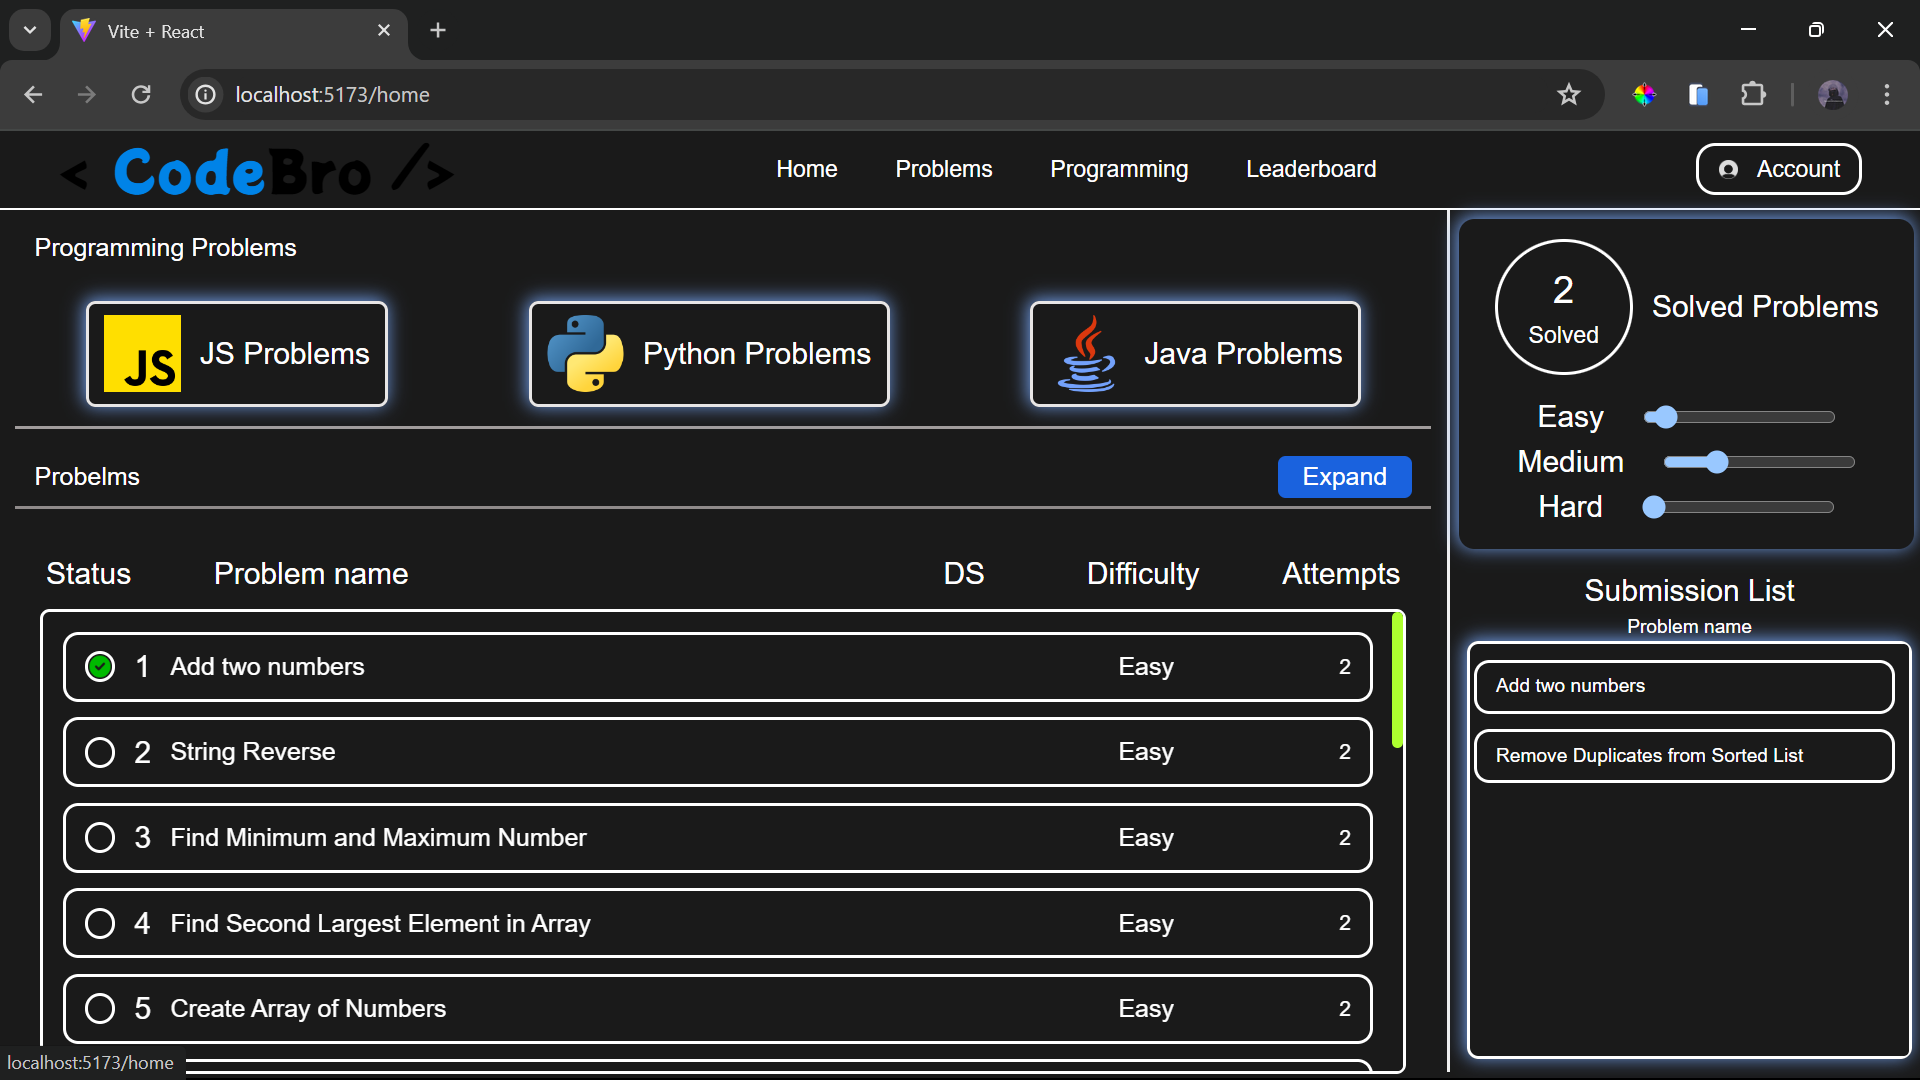 Vite + React
localhost:5173/home
< CodeBro />
Home
Problems
Programming
Leaderboard
Account
Programming Problems
JS
JS Problems
Python Problems
Java Problems
Probelms
Expand
Status
Problem name
DS
Difficulty
Attempts
1 Add two numbers Easy 2
2 String Reverse Easy 2
3 Find Minimum and Maximum Number Easy 2
4 Find Second Largest Element in Array Easy 2
5 Create Array of Numbers Easy 2
2
Solved
Solved Problems
Easy
Medium
Hard
Submission List
Problem name
Add two numbers
Remove Duplicates from Sorted List
localhost:5173/home